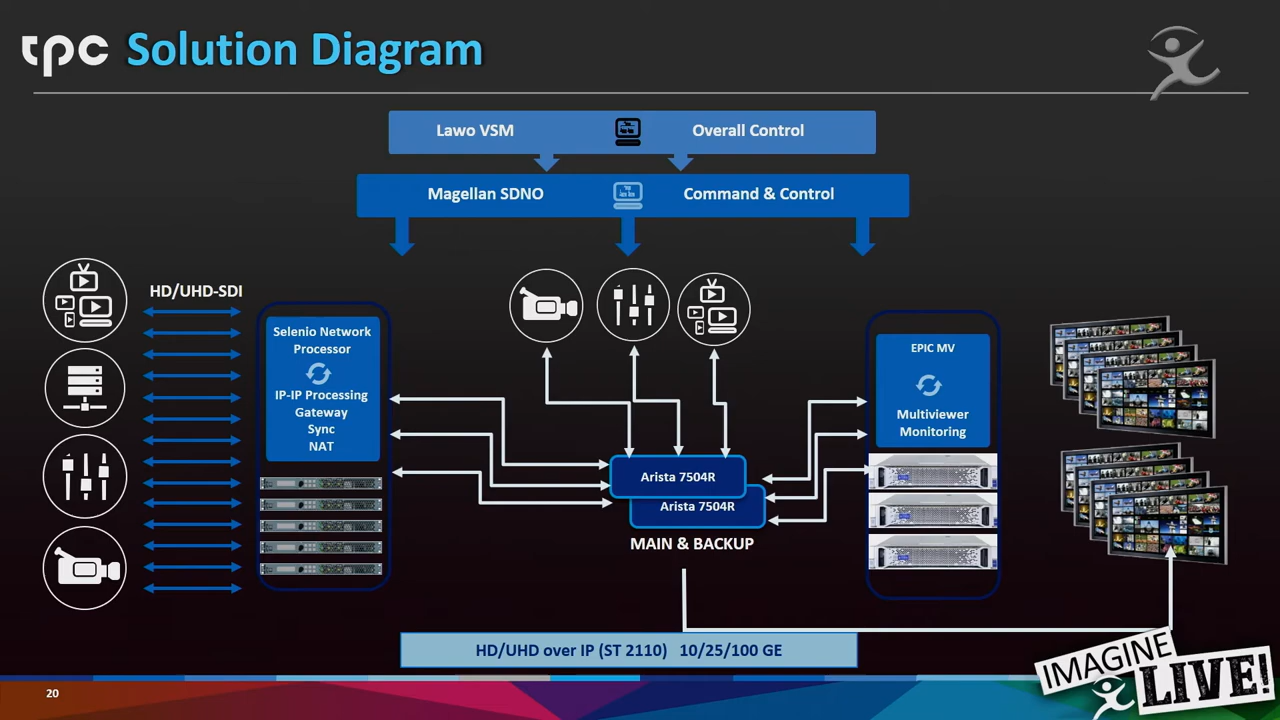 tpc Solution Diagram
Lawo VSM Overall Control
Magellan SDNO Command & Control
HD/UHD-SDI
Selenio Network
Processor
IP-IP Processing
Gateway
Sync
NAT
EPIC MV
Multiviewer
Monitoring
Arista 7504R
Arista 7504R
MAIN & BACKUP
HD/UHD over IP (ST 2110) 10/25/100 GE
20
IMAGINE
LIVE!